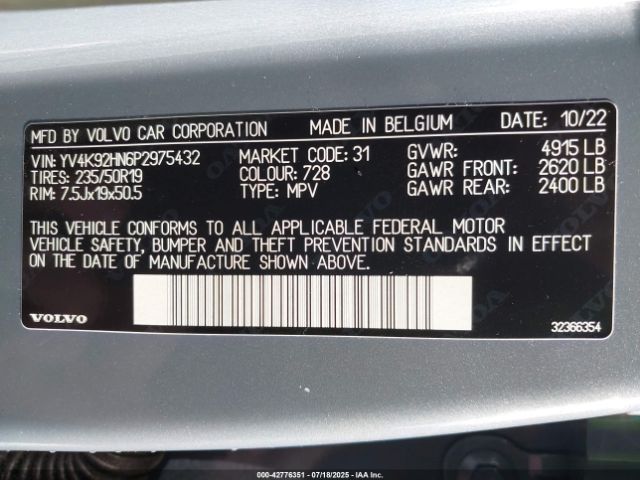 MFD BY VOLVO CAR CORPORATION MADE IN BELGIUM DATE: 10/22
VIN: YV4K92HN6P2975432 MARKET CODE: 31 GVWR: 4915 LB
TIRES: 235/50R19 COLOUR: 728 GAWR FRONT: 2620 LB
RIM: 7.5Jx19x50.5 TYPE: MPV GAWR REAR: 2400 LB
THIS VEHICLE CONFORMS TO ALL APPLICABLE FEDERAL MOTOR
VEHICLE SAFETY, BUMPER AND THEFT PREVENTION STANDARDS IN EFFECT
ON THE DATE OF MANUFACTURE SHOWN ABOVE.
VOLVO 32366354
000-42776351 - 07/18/2025 - IAAI.com